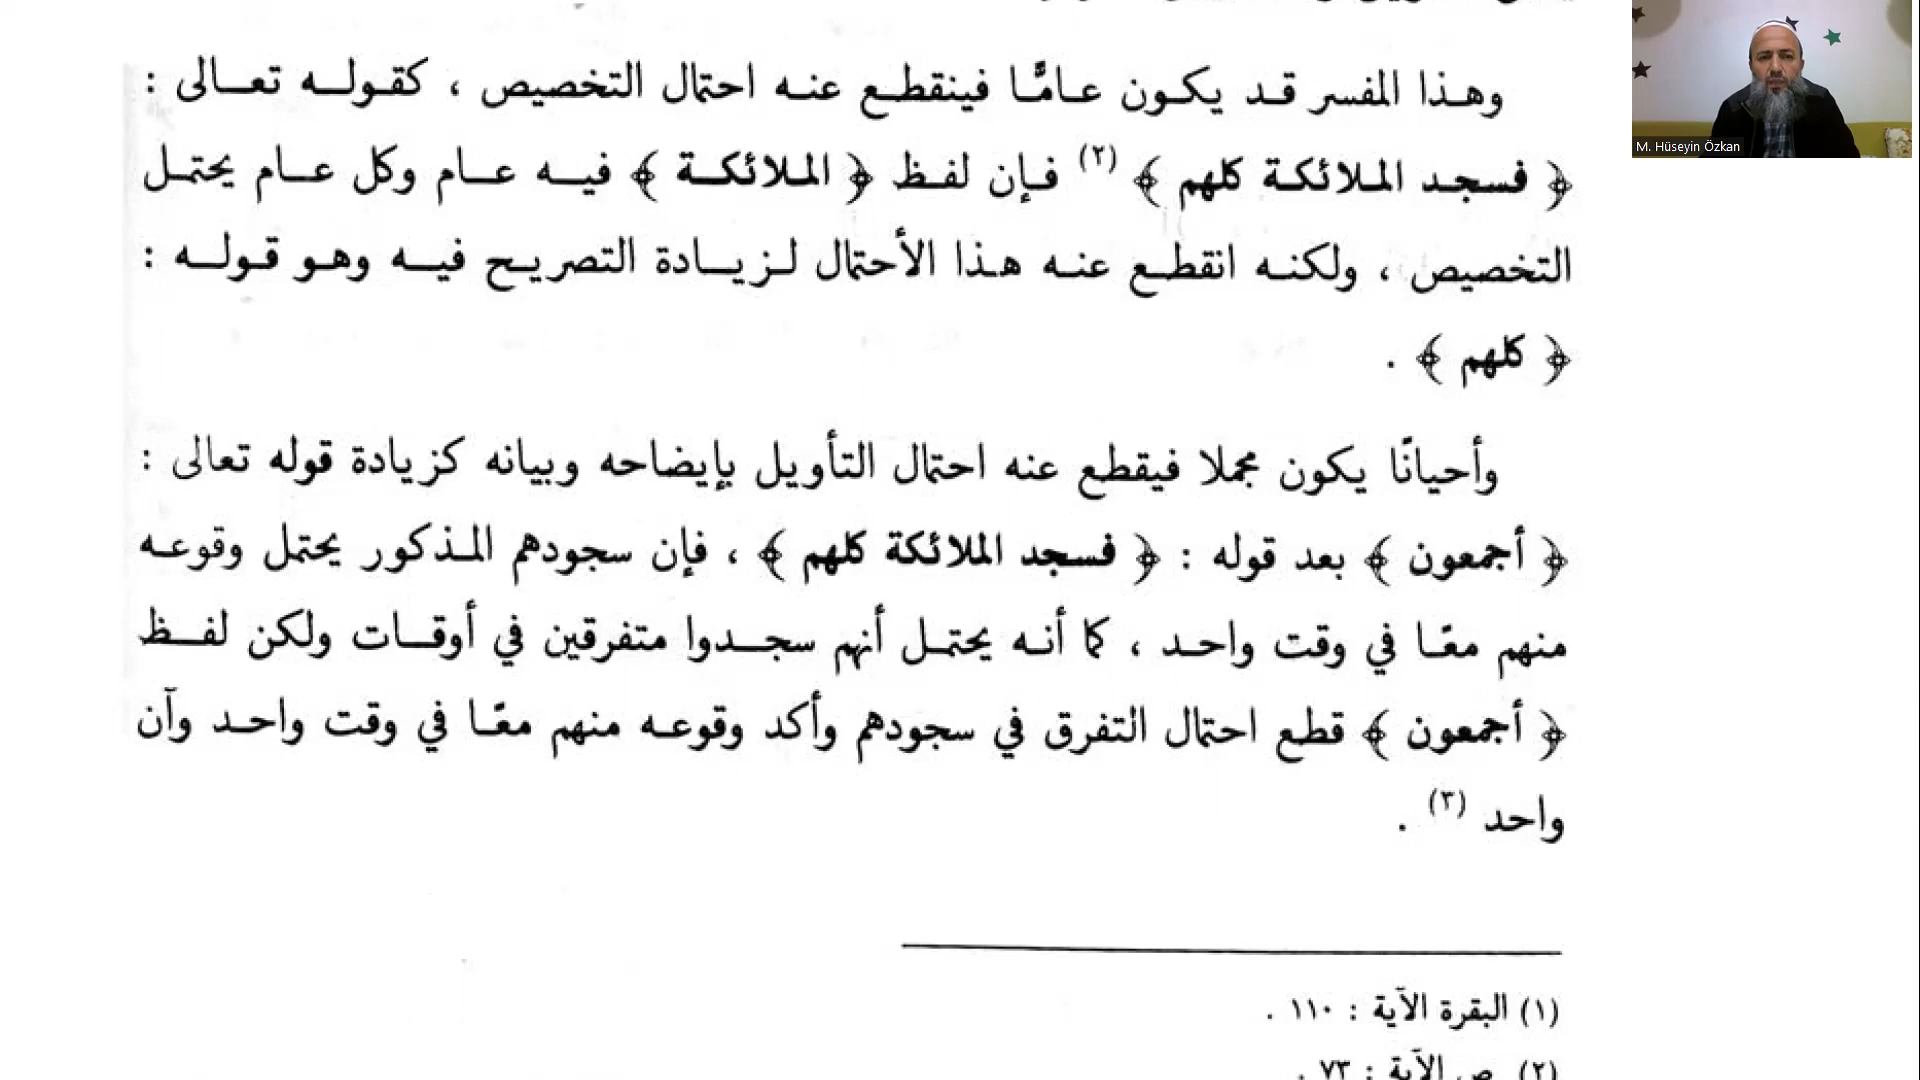 وهذا المفسر قد يكون عامًّا فينقطع عنه احتمال التخصيص ، كقوله تعالى :
﴿ فسجد الملائكة كلهم ﴾ (٢) فإن لفظ ﴿ الملائكة ﴾ فيه عام وكل عام يحتمل
التخصيص ، ولكنه انقطع عنه هذا الأحتمال لزيادة التصريح فيه وهو قوله :
﴿ كلهم ﴾ .
وأحيانًا يكون مجملا فيقطع عنه احتمال التأويل بإيضاحه وبيانه كزيادة قوله تعالى :
﴿ أجمعون ﴾ بعد قوله : ﴿ فسجد الملائكة كلهم ﴾ ، فإن سجودهم المذكور يحتمل وقوعه
منهم معًا في وقت واحد ، كما أنه يحتمل أنهم سجدوا متفرقين في أوقات ولكن لفظ
﴿ أجمعون ﴾ قطع احتمال التفرق في سجودهم وأكد وقوعه منهم معًا في وقت واحد وآن
واحد (٣) .
(١) البقرة الآية : ١١٠ .
(٢) ص الآية : ٧٣ .
M. Hüseyin Özkan